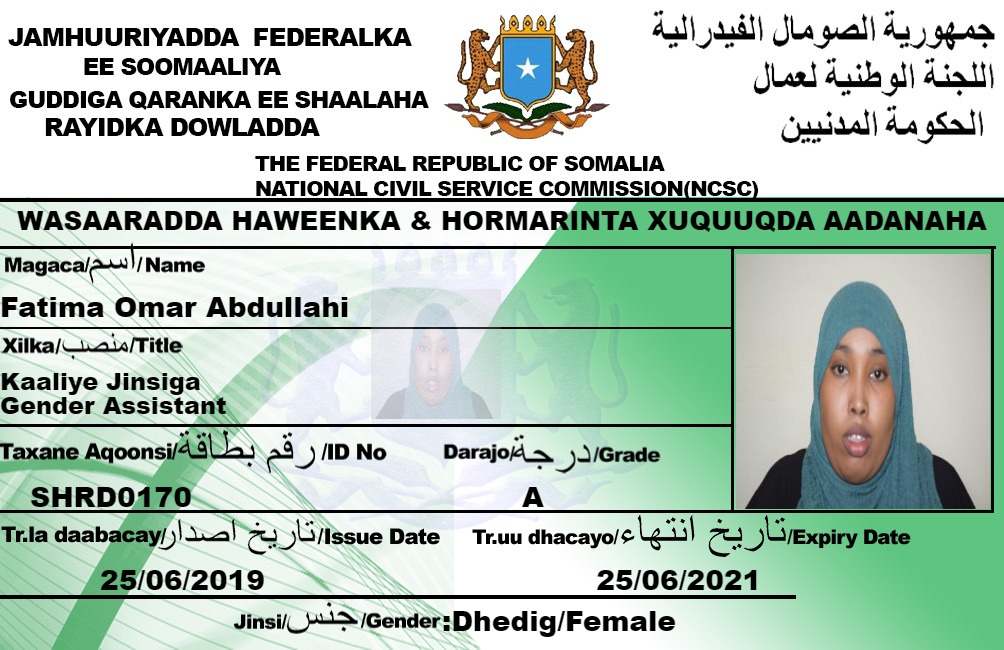 JAMHUURIYADDA FEDERALKA
EE SOOMAALIYA
GUDDIGA QARANKA EE SHAALAHA
RAYIDKA DOWLADDA
جمهورية الصومال الفيدرالية
اللجنة الوطنية لعمال
الحكومة المدنيين
THE FEDERAL REPUBLIC OF SOMALIA
NATIONAL CIVIL SERVICE COMMISSION(NCSC)
WASAARADDA HAWEENKA & HORMARINTA XUQUUQDA AADANAHA
Magaca/اسم/Name
Fatima Omar Abdullahi
Xilka/منصب/Title
Kaaliye Jinsiga
Gender Assistant
Taxane Aqoonsi/رقم بطاقة/ID No
SHRD0170
Darajo/درجة/Grade
A
Tr.la daabacay/تاريخ اصدار/Issue Date
25/06/2019
Tr.uu dhacayo/تاريخ انتهاء/Expiry Date
25/06/2021
Jinsi/جنس/Gender:Dhedig/Female